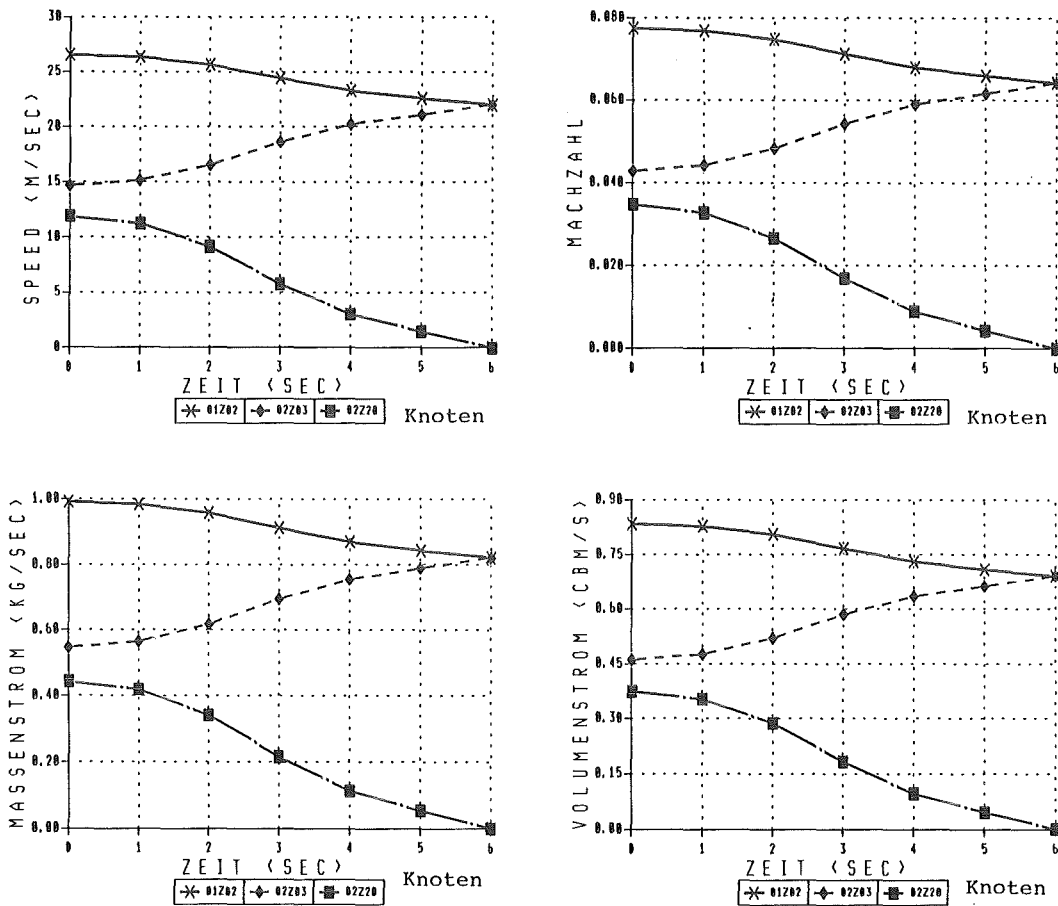 SPEED <M/SEC>
30
25
20
15
10
5
0
0 1 2 3 4 5 6
ZEIT <SEC>
01Z02 02Z03 02Z20 Knoten
MACHZAHL
0.080
0.060
0.040
0.020
0.000
0 1 2 3 4 5 6
ZEIT <SEC>
01Z02 02Z03 02Z20 Knoten
MASSENSTROM <KG/SEC>
1.00
0.80
0.60
0.40
0.20
0.00
0 1 2 3 4 5 6
ZEIT <SEC>
01Z02 02Z03 02Z20 Knoten
VOLUMENSTROM <CBM/S>
0.90
0.75
0.60
0.45
0.30
0.15
0.00
0 1 2 3 4 5 6
ZEIT <SEC>
01Z02 02Z03 02Z20 Knoten